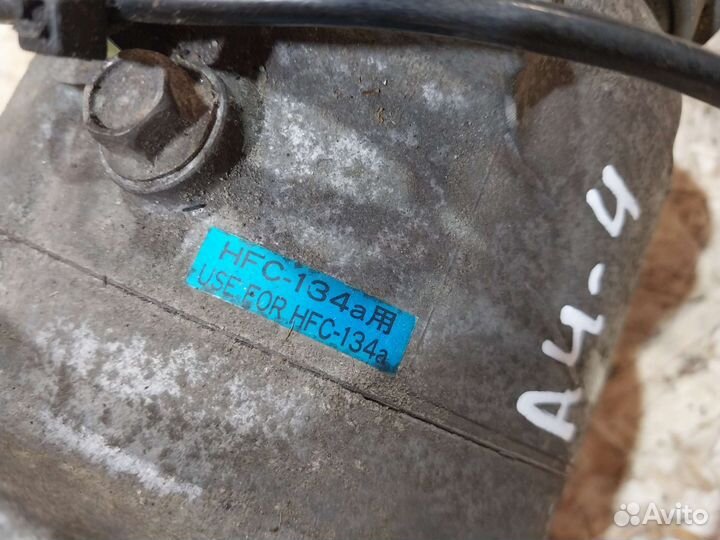 HFC-134a用
USE FOR HFC-134a
A4-4
Avito